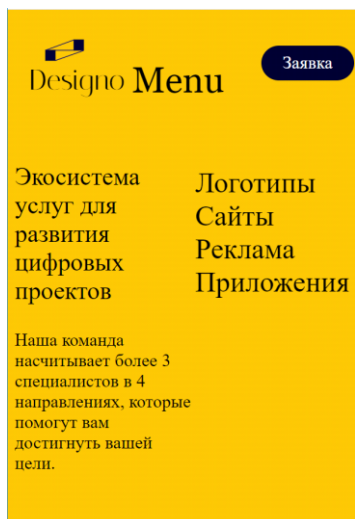 Designo Menu
Заявка
Экосистема
услуг для
развития
цифровых
проектов
Логотипы
Сайты
Реклама
Приложения
Наша команда
насчитывает более 3
специалистов в 4
направлениях, которые
помогут вам
достигнуть вашей
цели.